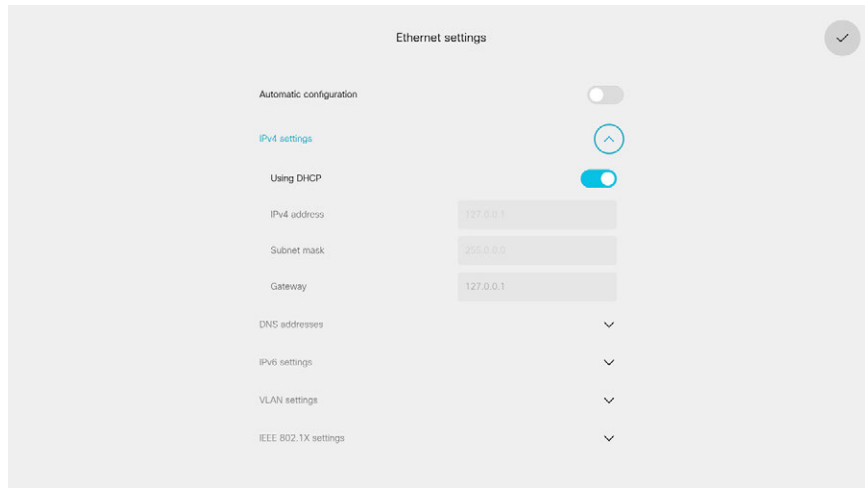 Ethernet settings
Automatic configuration
IPv4 settings
Using DHCP
IPv4 address 127.0.0.1
Subnet mask 255.0.0.0
Gateway 127.0.0.1
DNS addresses
IPv6 settings
VLAN settings
IEEE 802.1X settings